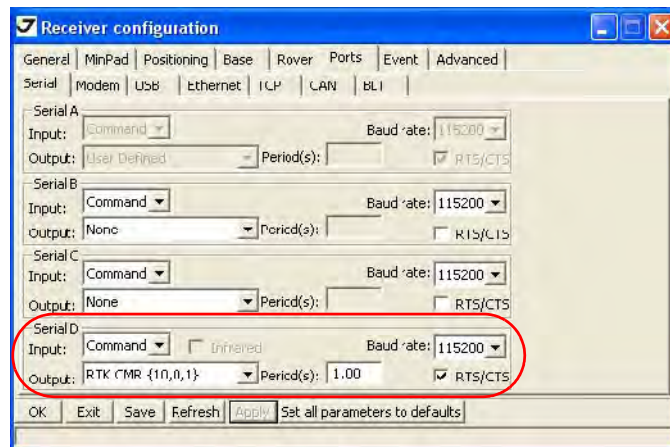 Receiver configuration
General MinPad Positioning Base Rover Ports Event Advanced
Serial Modem USB Ethernet TCP CAN BLT
Serial A
Input: Command Baud rate: 115200
Output: User Defined Period(s): RTS/CTS
Serial B
Input: Command Baud rate: 115200
Output: None Period(s): RTS/CTS
Serial C
Input: Command Baud rate: 115200
Output: None Period(s): RTS/CTS
Serial D
Input: Command Infrared Baud rate: 115200
Output: RTK CMR {10,0,1} Period(s): 1.00 RTS/CTS
OK Exit Save Refresh Apply Set all parameters to defaults